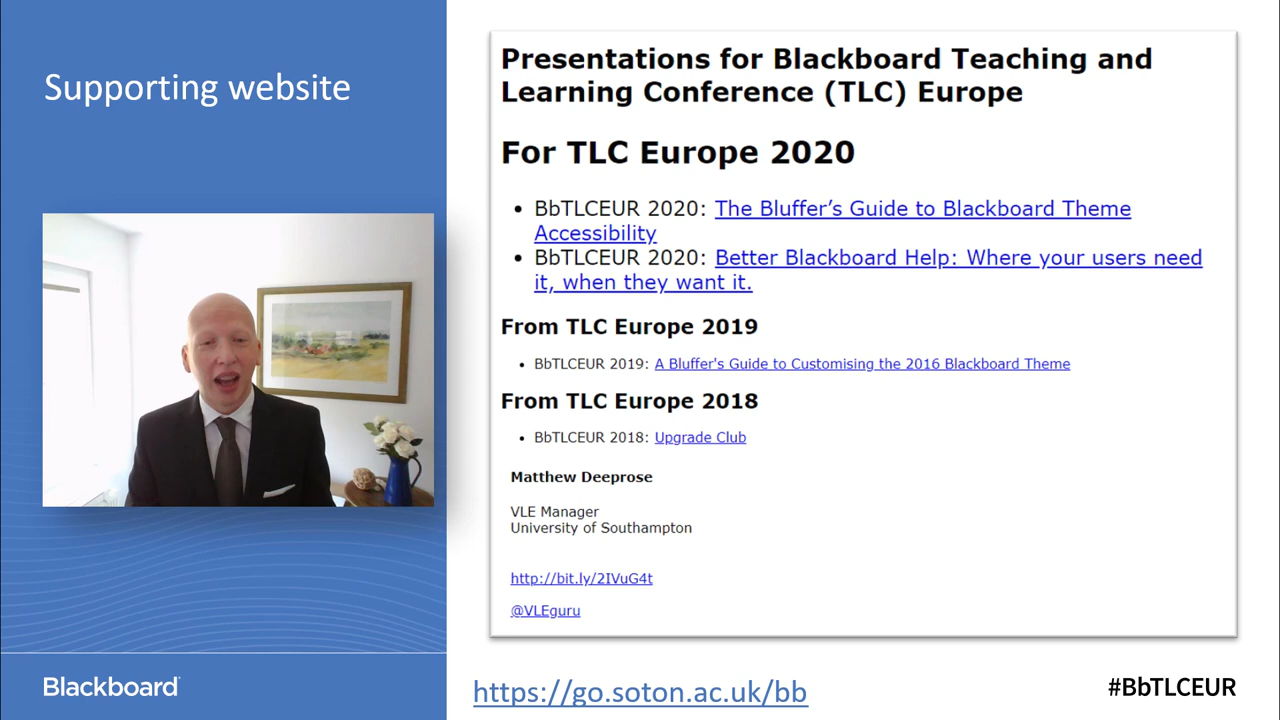 Supporting website
Presentations for Blackboard Teaching and
Learning Conference (TLC) Europe
For TLC Europe 2020
• BbTLCEUR 2020: The Bluffer’s Guide to Blackboard Theme
Accessibility
• BbTLCEUR 2020: Better Blackboard Help: Where your users need
it, when they want it.
From TLC Europe 2019
• BbTLCEUR 2019: A Bluffer's Guide to Customising the 2016 Blackboard Theme
From TLC Europe 2018
• BbTLCEUR 2018: Upgrade Club
Matthew Deeprose
VLE Manager
University of Southampton
http://bit.ly/2IVuG4t
@VLEguru
Blackboard
https://go.soton.ac.uk/bb
#BbTLCEUR